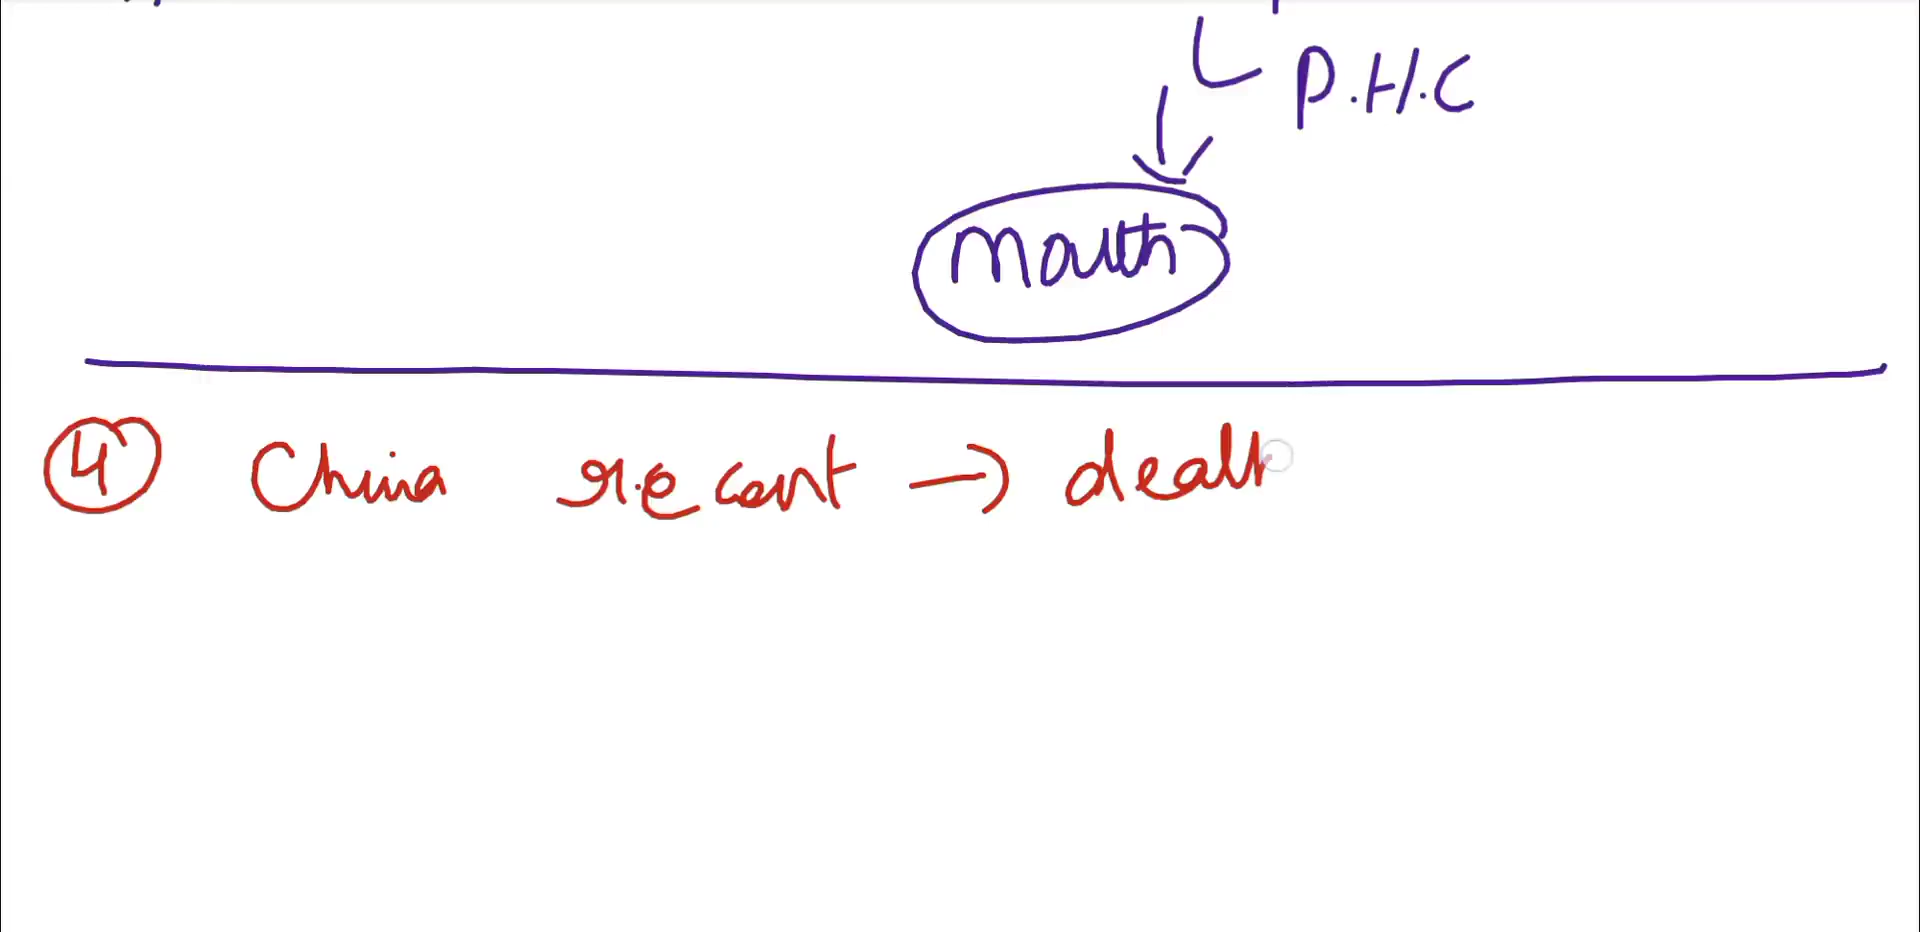 P.H.C
mouth
4 China recent → death